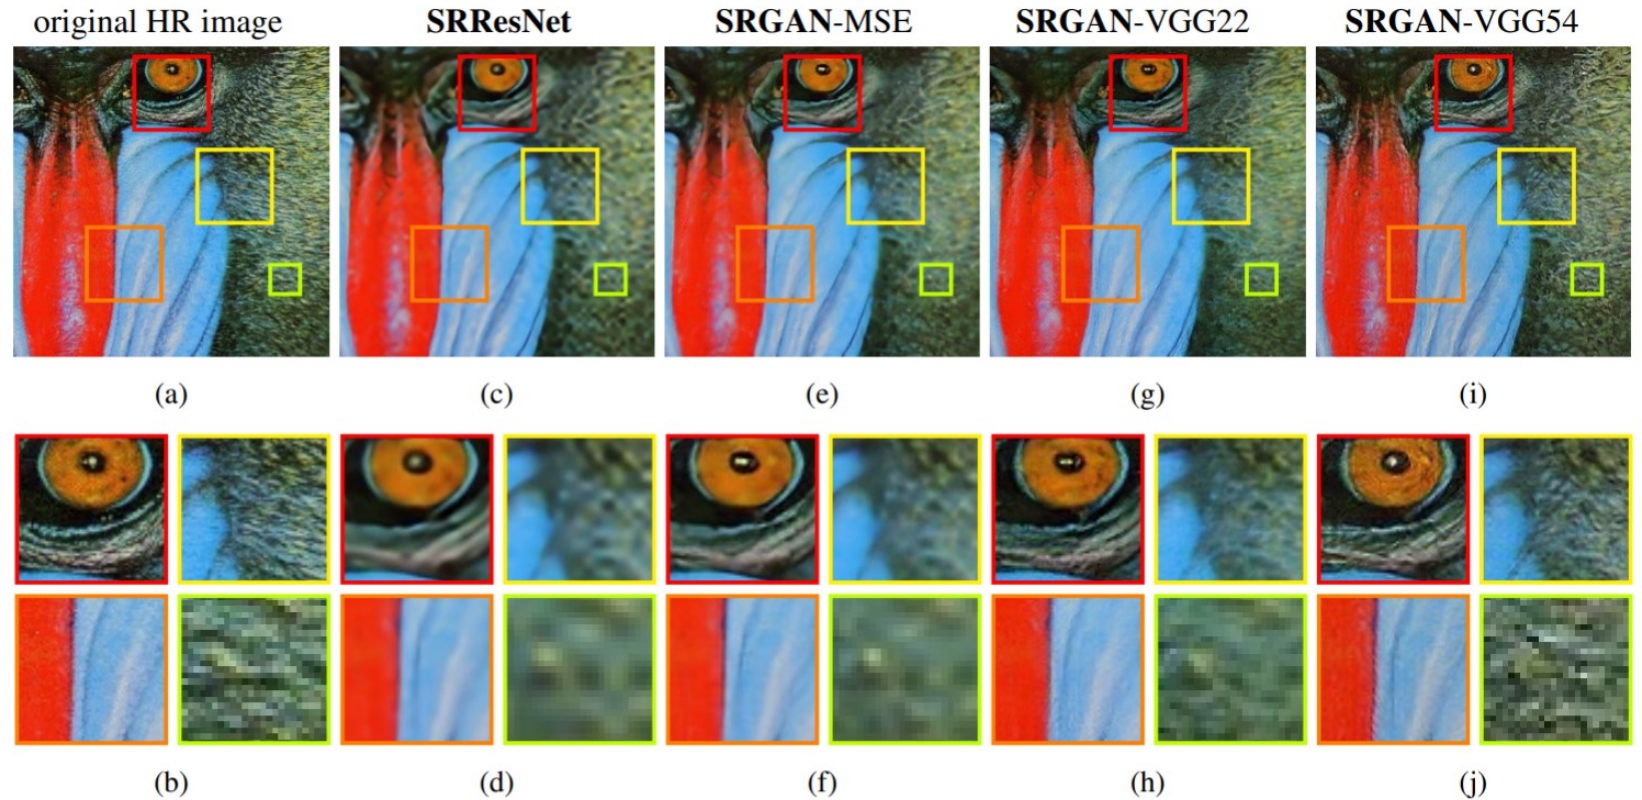 original HR image SRResNet SRGAN-MSE SRGAN-VGG22 SRGAN-VGG54
(a) (c) (e) (g) (i)
(b) (d) (f) (h) (j)